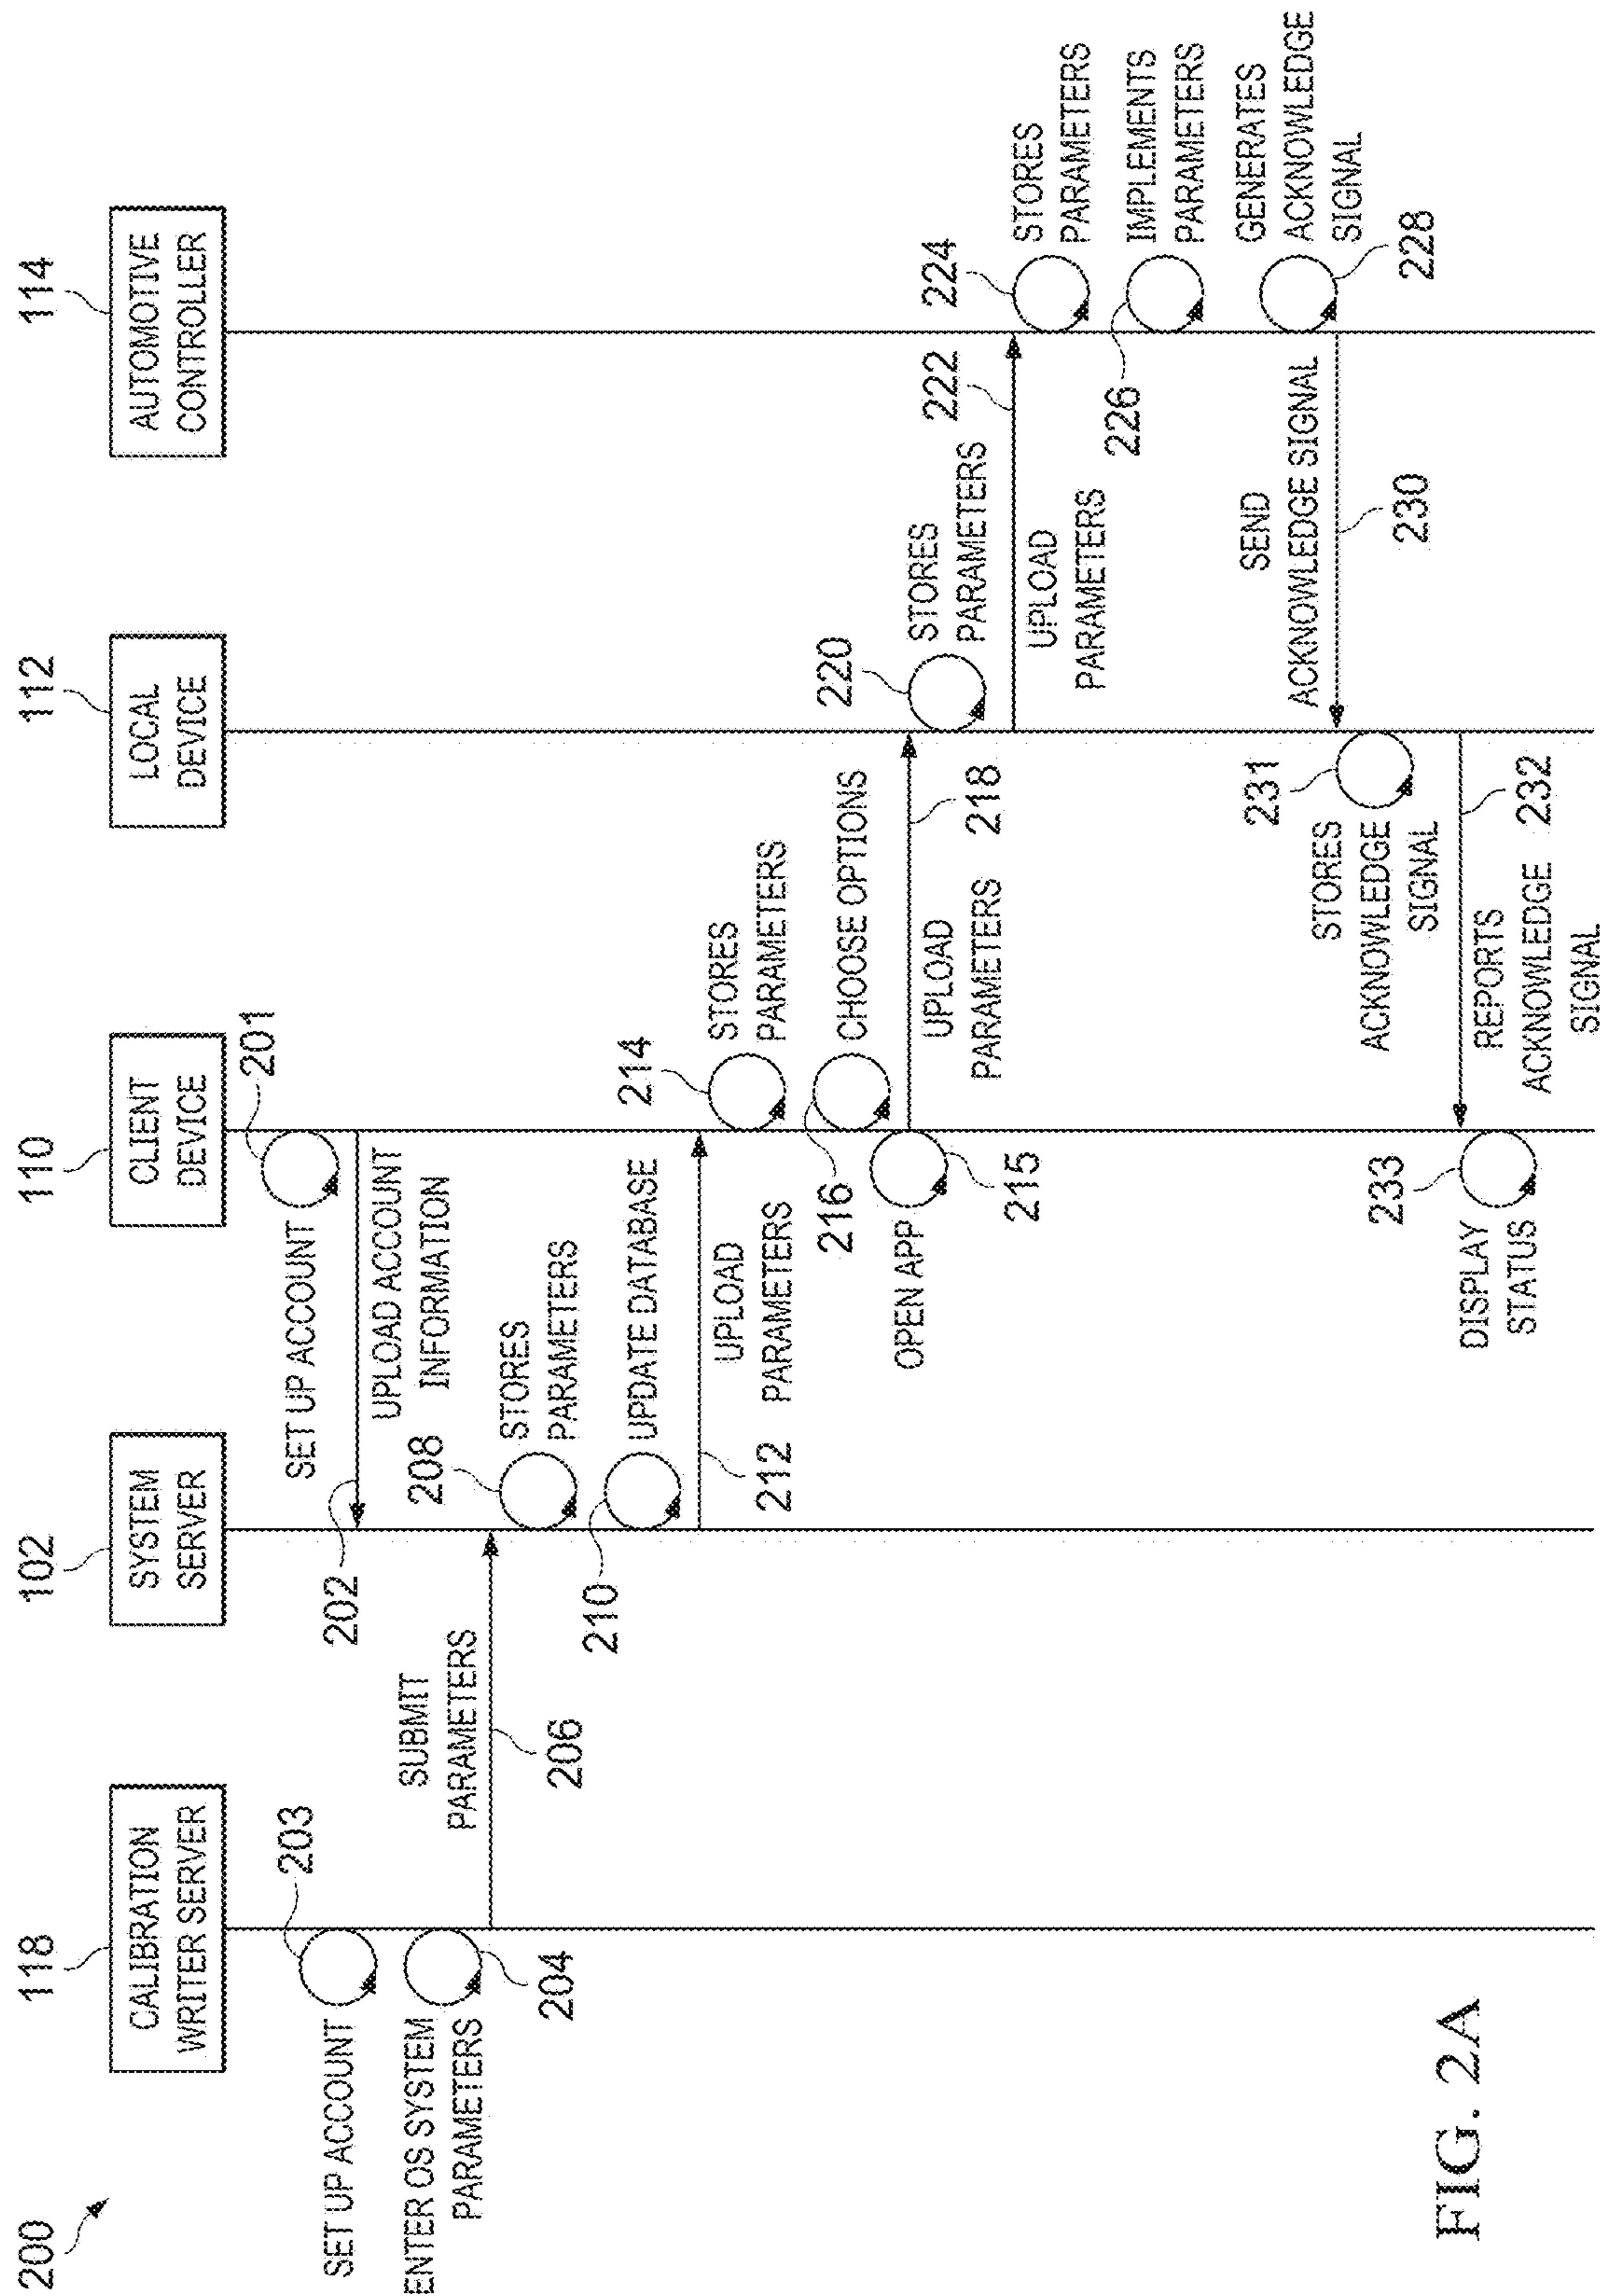 200
118
CALIBRATION
WRITER SERVER
102
SYSTEM
SERVER
110
CLIENT
DEVICE
112
LOCAL
DEVICE
114
AUTOMOTIVE
CONTROLLER
201
SET UP ACCOUNT
203
SET UP ACCOUNT
202
UPLOAD ACCOUNT
INFORMATION
ENTER OS SYSTEM
PARAMETERS
204
SUBMIT
PARAMETERS
206
208
STORES
PARAMETERS
210
UPDATE DATABASE
212
UPLOAD
PARAMETERS
214
STORES
PARAMETERS
216
CHOOSE OPTIONS
OPEN APP
215
UPLOAD
PARAMETERS
218
220
STORES
PARAMETERS
222
UPLOAD
PARAMETERS
224
STORES
PARAMETERS
226
IMPLEMENTS
PARAMETERS
GENERATES
ACKNOWLEDGE
SIGNAL
228
SEND
ACKNOWLEDGE SIGNAL
230
231
STORES
ACKNOWLEDGE
SIGNAL
232
REPORTS
ACKNOWLEDGE
SIGNAL
233
DISPLAY
STATUS
FIG. 2A